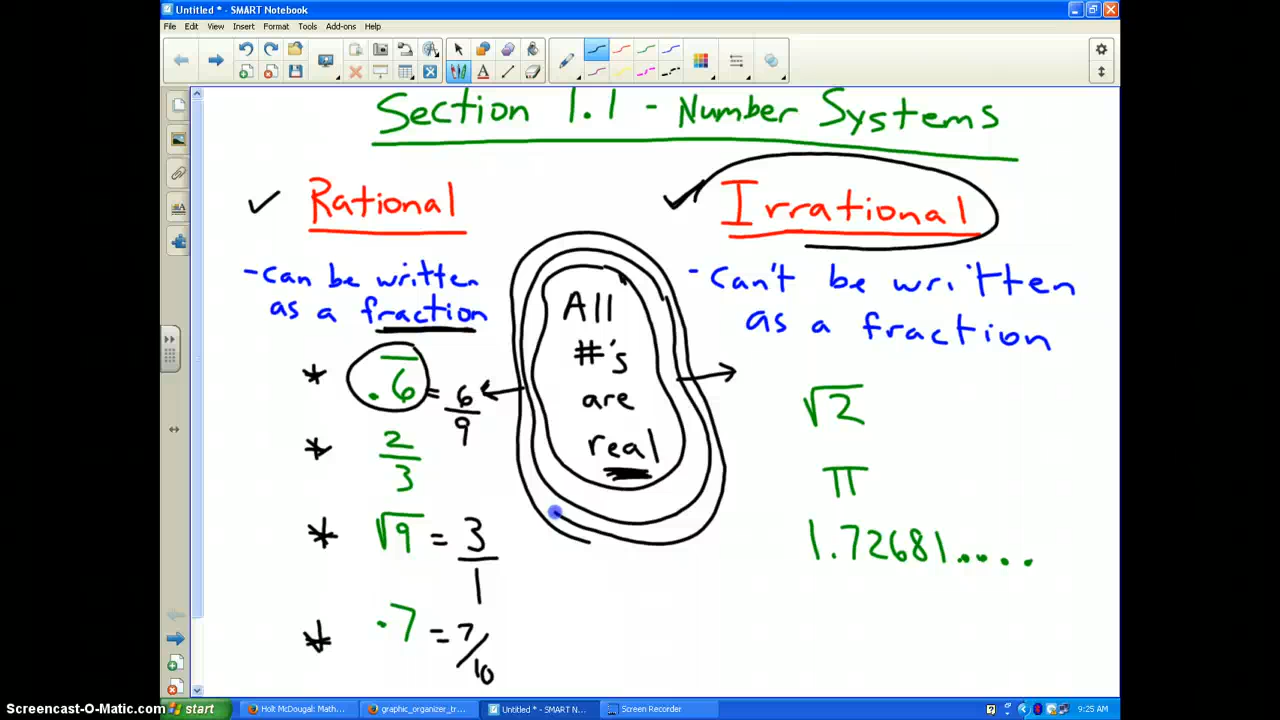 Untitled * - SMART Notebook
File Edit View Insert Format Tools Add-ons Help
Section 1.1 - Number Systems
✓ Rational
- can be written
as a fraction
* .6̅ = 6/9
* 2/3
* √9 = 3/1
* .7 = 7/10
All
#'s
are
real
✓ Irrational
- can't be written
as a fraction
√2
π
1.72681.....
Screencast-O-Matic.com
start
Holt McDougal: Math...
graphic_organizer_tr...
Untitled * - SMART N...
Screen Recorder
9:25 AM